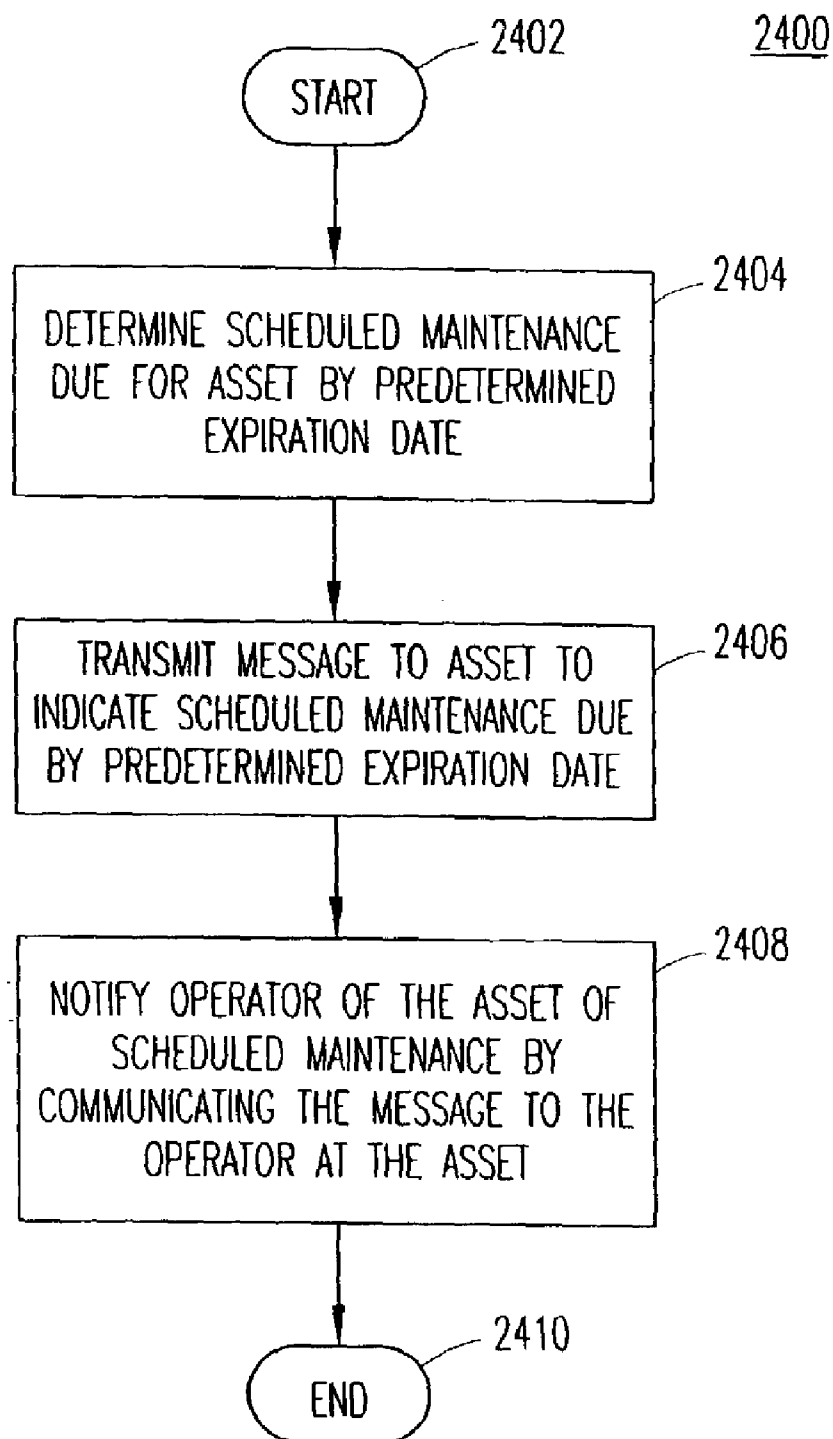 2400
2402
START
2404
DETERMINE SCHEDULED MAINTENANCE
DUE FOR ASSET BY PREDETERMINED
EXPIRATION DATE
2406
TRANSMIT MESSAGE TO ASSET TO
INDICATE SCHEDULED MAINTENANCE DUE
BY PREDETERMINED EXPIRATION DATE
2408
NOTIFY OPERATOR OF THE ASSET OF
SCHEDULED MAINTENANCE BY
COMMUNICATING THE MESSAGE TO THE
OPERATOR AT THE ASSET
2410
END